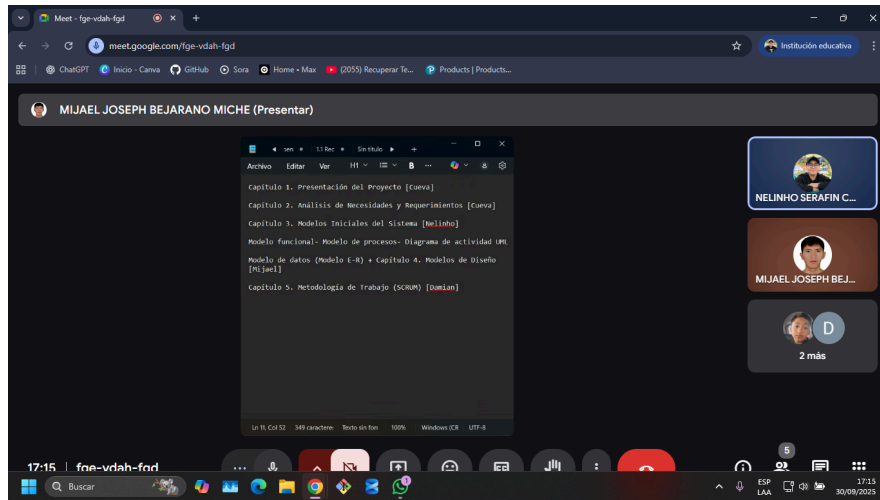 Meet - fge-vdah-fgd
meet.google.com/fge-vdah-fgd
Institución educativa
ChatGPT
Inicio - Canva
GitHub
Sora
Home • Max
(2055) Recuperar Te...
Products | Products...
MIJAEL JOSEPH BEJARANO MICHE (Presentar)
1.1 Rec
Sin título
Archivo Editar Ver H1 B ...
Capítulo 1. Presentación del Proyecto [Cueva]
Capítulo 2. Análisis de Necesidades y Requerimientos [Cueva]
Capítulo 3. Modelos Iniciales del Sistema [Nelinho]
Modelo funcional- Modelo de procesos- Diagrama de actividad UML
Modelo de datos (Modelo E-R) + Capítulo 4. Modelos de Diseño
[Mijael]
Capítulo 5. Metodología de Trabajo (SCRUM) [Damian]
Ln 11, Col 52 349 caractere: Texto sin forr 100% Windows (CR UTF-8
NELINHO SERAFIN C...
MIJAEL JOSEPH BEJ...
D
2 más
17:15 | fge-vdah-fgd
5
Buscar
ESP
LAA
17:15
30/09/2025